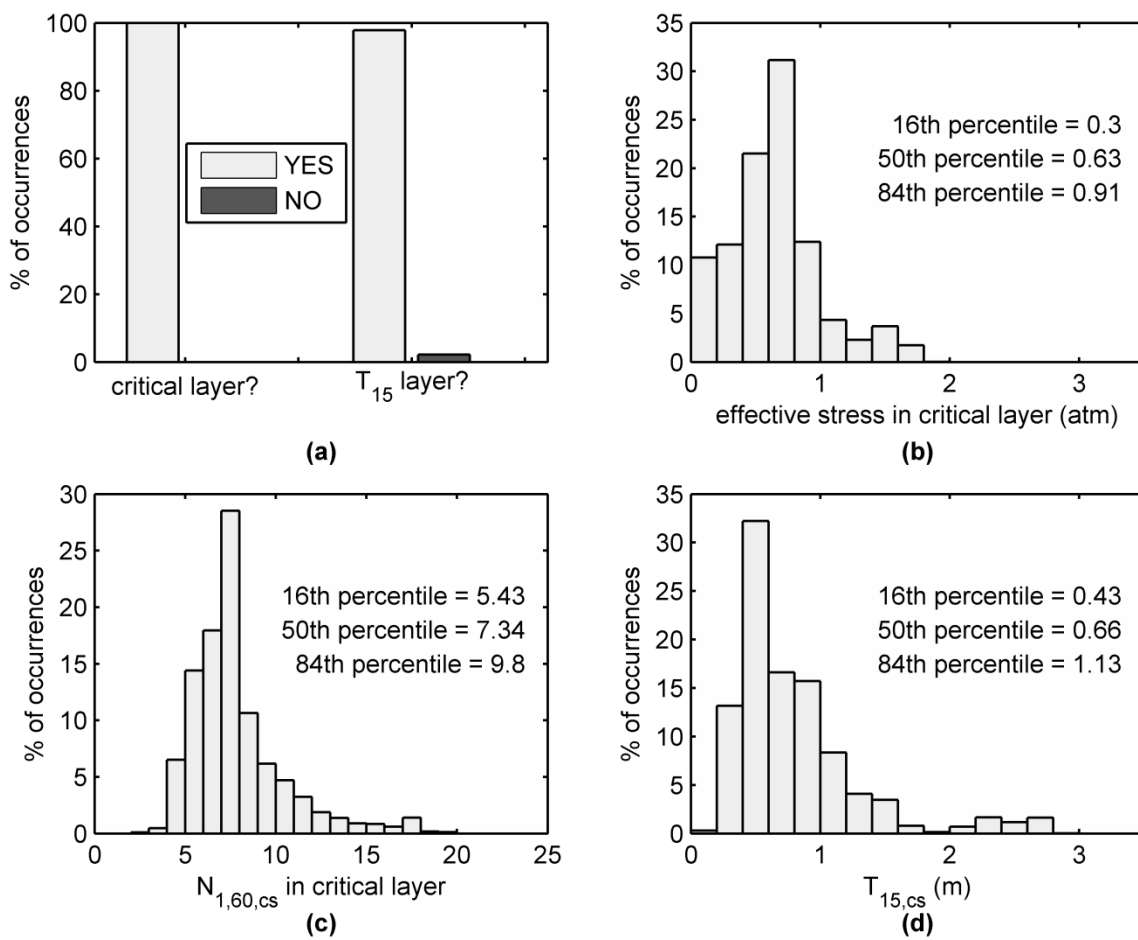 100
80
60
40
20
0
% of occurrences
YES
NO
critical layer?
T15 layer?
(a)
35
30
25
20
15
10
5
0
% of occurrences
16th percentile = 0.3
50th percentile = 0.63
84th percentile = 0.91
0 1 2 3
effective stress in critical layer (atm)
(b)
30
25
20
15
10
5
0
% of occurrences
16th percentile = 5.43
50th percentile = 7.34
84th percentile = 9.8
0 5 10 15 20 25
N1,60,cs in critical layer
(c)
35
30
25
20
15
10
5
0
% of occurrences
16th percentile = 0.43
50th percentile = 0.66
84th percentile = 1.13
0 1 2 3
T15,cs (m)
(d)